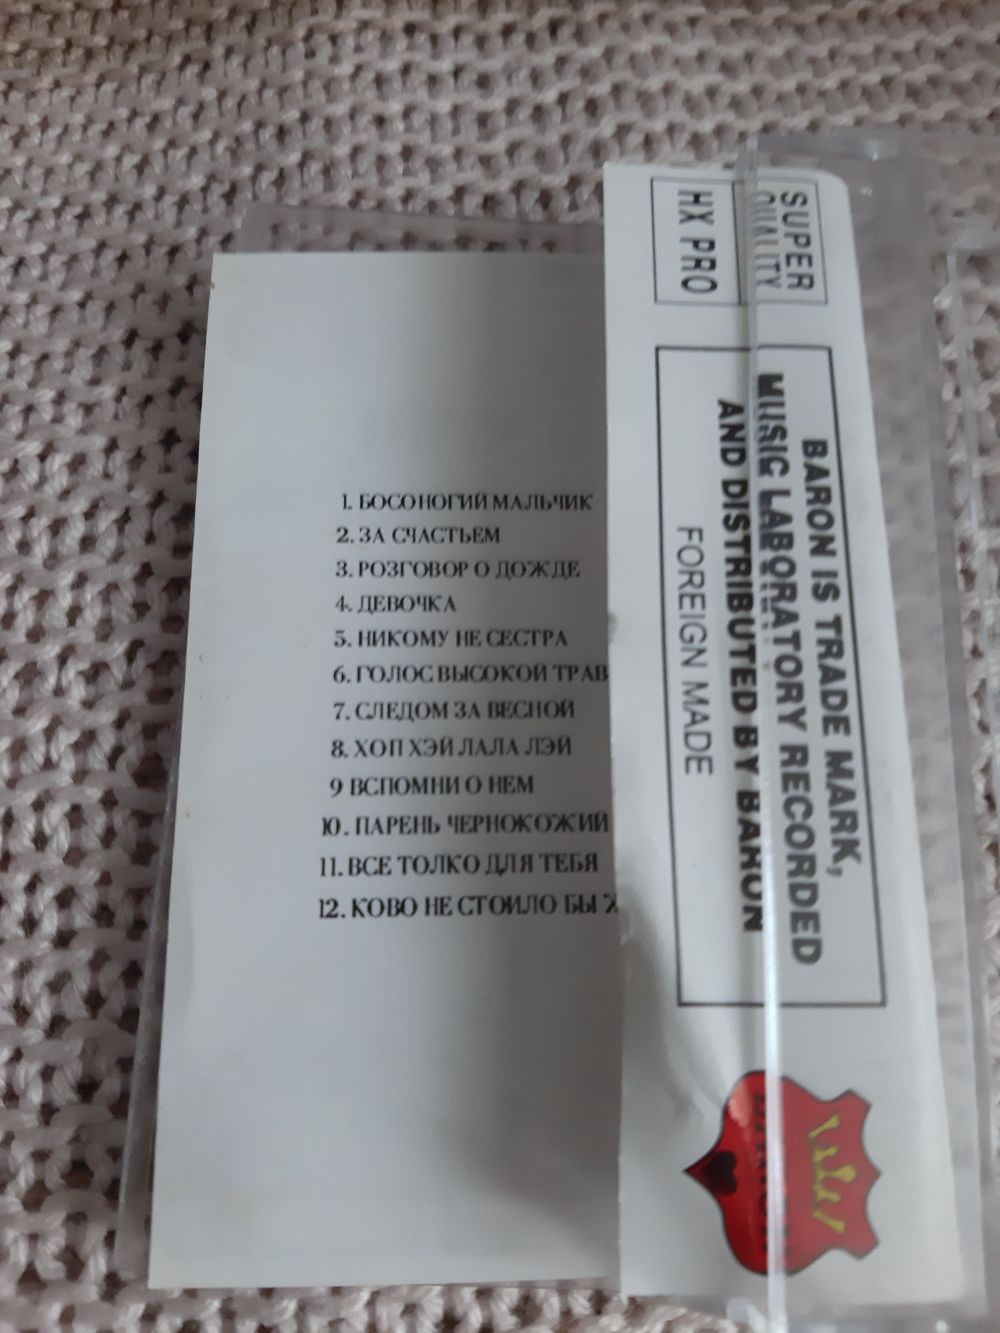 1. БОСОНОГИЙ МАЛЬЧИК
2. ЗА СЧАСТЬЕМ
3. РОЗГОВОР О ДОЖДЕ
4. ДЕВОЧКА
5. НИКОМУ НЕ СЕСТРА
6. ГОЛОС ВЫСОКОЙ ТРАВ
7. СЛЕДОМ ЗА ВЕСНОЙ
8. ХОП ХЭЙ ЛАЛА ЛЭЙ
9 ВСПОМНИ О НЕМ
10. ПАРЕНЬ ЧЕРНОКОЖИЙ
11. ВСЕ ТОЛКО ДЛЯ ТЕБЯ
12. КОВО НЕ СТОИЛО БЫ Ж
SUPER
QUALITY
HX PRO
BARON IS TRADE MARK,
MUSIC LABORATORY RECORDED
AND DISTRIBUTED BY BARON
FOREIGN MADE